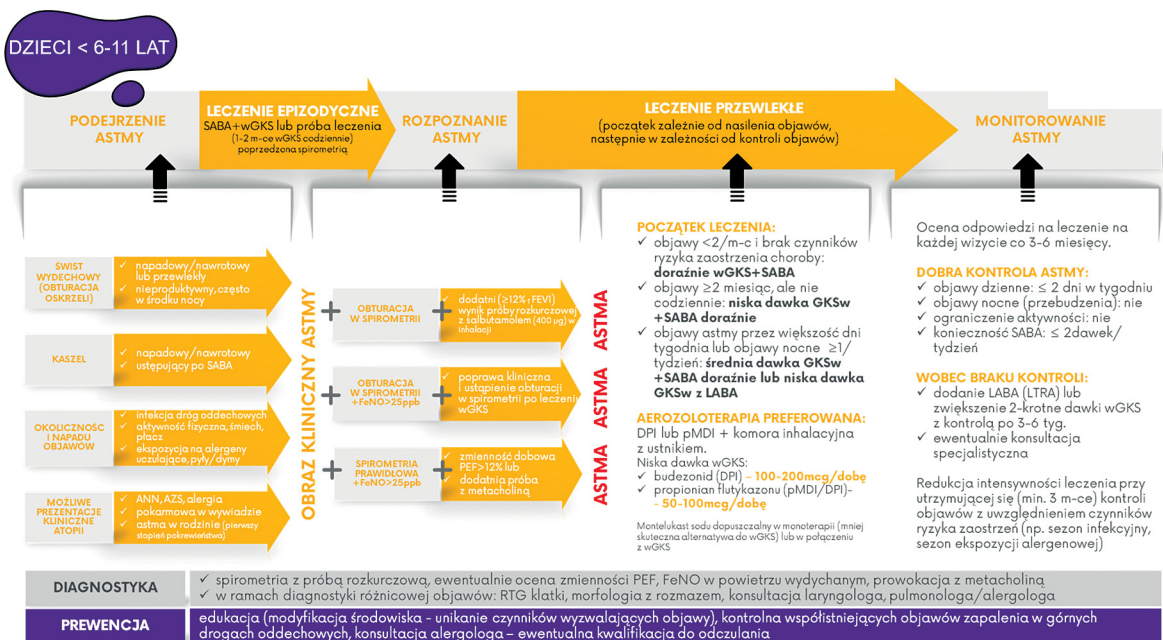 DZIECI < 6-11 LAT
PODEJRZENIE
ASTMY
LECZENIE EPIZODYCZNE
SABA+wGKS lub próba leczenia
(1-2 m-ce wGKS codziennie)
poprzedzona spirometrią
ROZPOZNANIE
ASTMY
LECZENIE PRZEWLEKŁE
(początek zależnie od nasilenia objawów,
następnie w zależności od kontroli objawów)
MONITOROWANIE
ASTMY
ŚWIST
WYDECHOWY
(OBTURACJA
OSKRZELI)
✓ napadowy/nawrotowy
lub przewlekły
✓ nieproduktywny, często
w środku nocy
KASZEL
✓ napadowy/nawrotowy
✓ ustępujący po SABA
OKOLICZNOŚC
I NAPADU
OBJAWÓW
✓ infekcja dróg oddechowych
✓ aktywność fizyczna, śmiech,
płacz
✓ ekspozycja na alergeny
uczulające, pyły/dymy
MOŻLIWE
PREZENTACJE
KLINICZNE
ATOPII
✓ ANN, AZS, alergia
✓ pokarmowa w wywiadzie
✓ astma w rodzinie (pierwszy
stopień pokrewieństwa)
OBRAZ KLINICZNY ASTMY
+ OBTURACJA
W SPIROMETRII
+
✓ dodatni (≥12% ↑ FEV1)
wynik próby rozkurczowej
z salbutamolem (400 µg) w
inhalacji
ASTMA
+ OBTURACJA
W SPIROMETRII
+FeNO>25ppb
+
✓ poprawa kliniczna
i ustąpienie obturacji
w spirometrii po leczeniu
wGKS
ASTMA
+ SPIROMETRIA
PRAWIDŁOWA
+FeNO>25ppb
+
✓ zmienność dobowa
PEF>12% lub
✓ dodatnia próba
z metacholiną
ASTMA
POCZĄTEK LECZENIA:
✓ objawy <2/m-c i brak czynników
ryzyka zaostrzenia choroby:
doraźnie wGKS+SABA
✓ objawy ≥2 miesiąc, ale nie
codziennie: niska dawka GKSw
+SABA doraźnie
✓ objawy astmy przez większość dni
tygodnia lub objawy nocne ≥1/
tydzień: średnia dawka GKSw
+SABA doraźnie lub niska dawka
GKSw z LABA
AEROZOLOTERAPIA PREFEROWANA:
DPI lub pMDI + komora inhalacyjna
z ustnikiem.
Niska dawka wGKS:
✓ budezonid (DPI) – 100-200mcg/dobę
✓ propionian flutykazonu (pMDI/DPI)–
- 50-100mcg/dobę
Montelukast sodu dopuszczalny w monoterapii (mniej
skuteczna alternatywa do wGKS) lub w połączeniu
z wGKS
Ocena odpowiedzi na leczenie na
każdej wizycie co 3-6 miesięcy.
DOBRA KONTROLA ASTMY:
✓ objawy dzienne: ≤ 2 dni w tygodniu
✓ objawy nocne (przebudzenia): nie
✓ ograniczenie aktywności: nie
✓ konieczność SABA: ≤ 2dawek/
tydzień
WOBEC BRAKU KONTROLI:
✓ dodanie LABA (LTRA) lub
zwiększenie 2-krotne dawki wGKS
z kontrolą po 3-6 tyg.
✓ ewentualnie konsultacja
specjalistyczna
Redukcja intensywności leczenia przy
utrzymującej się (min. 3 m-ce) kontroli
objawów z uwzględnieniem czynników
ryzyka zaostrzeń (np. sezon infekcyjny,
sezon ekspozycji alergenowej)
DIAGNOSTYKA
✓ spirometria z próbą rozkurczową, ewentualnie ocena zmienności PEF, FeNO w powietrzu wydychanym, prowokacja z metacholiną
✓ w ramach diagnostyki różnicowej objawów: RTG klatki, morfologia z rozmazem, konsultacja laryngologa, pulmonologa/alergologa
PREWENCJA
edukacja (modyfikacja środowiska - unikanie czynników wyzwalających objawy), kontrolna współistniejących objawów zapalenia w górnych
drogach oddechowych, konsultacja alergologa – ewentualna kwalifikacja do odczulania